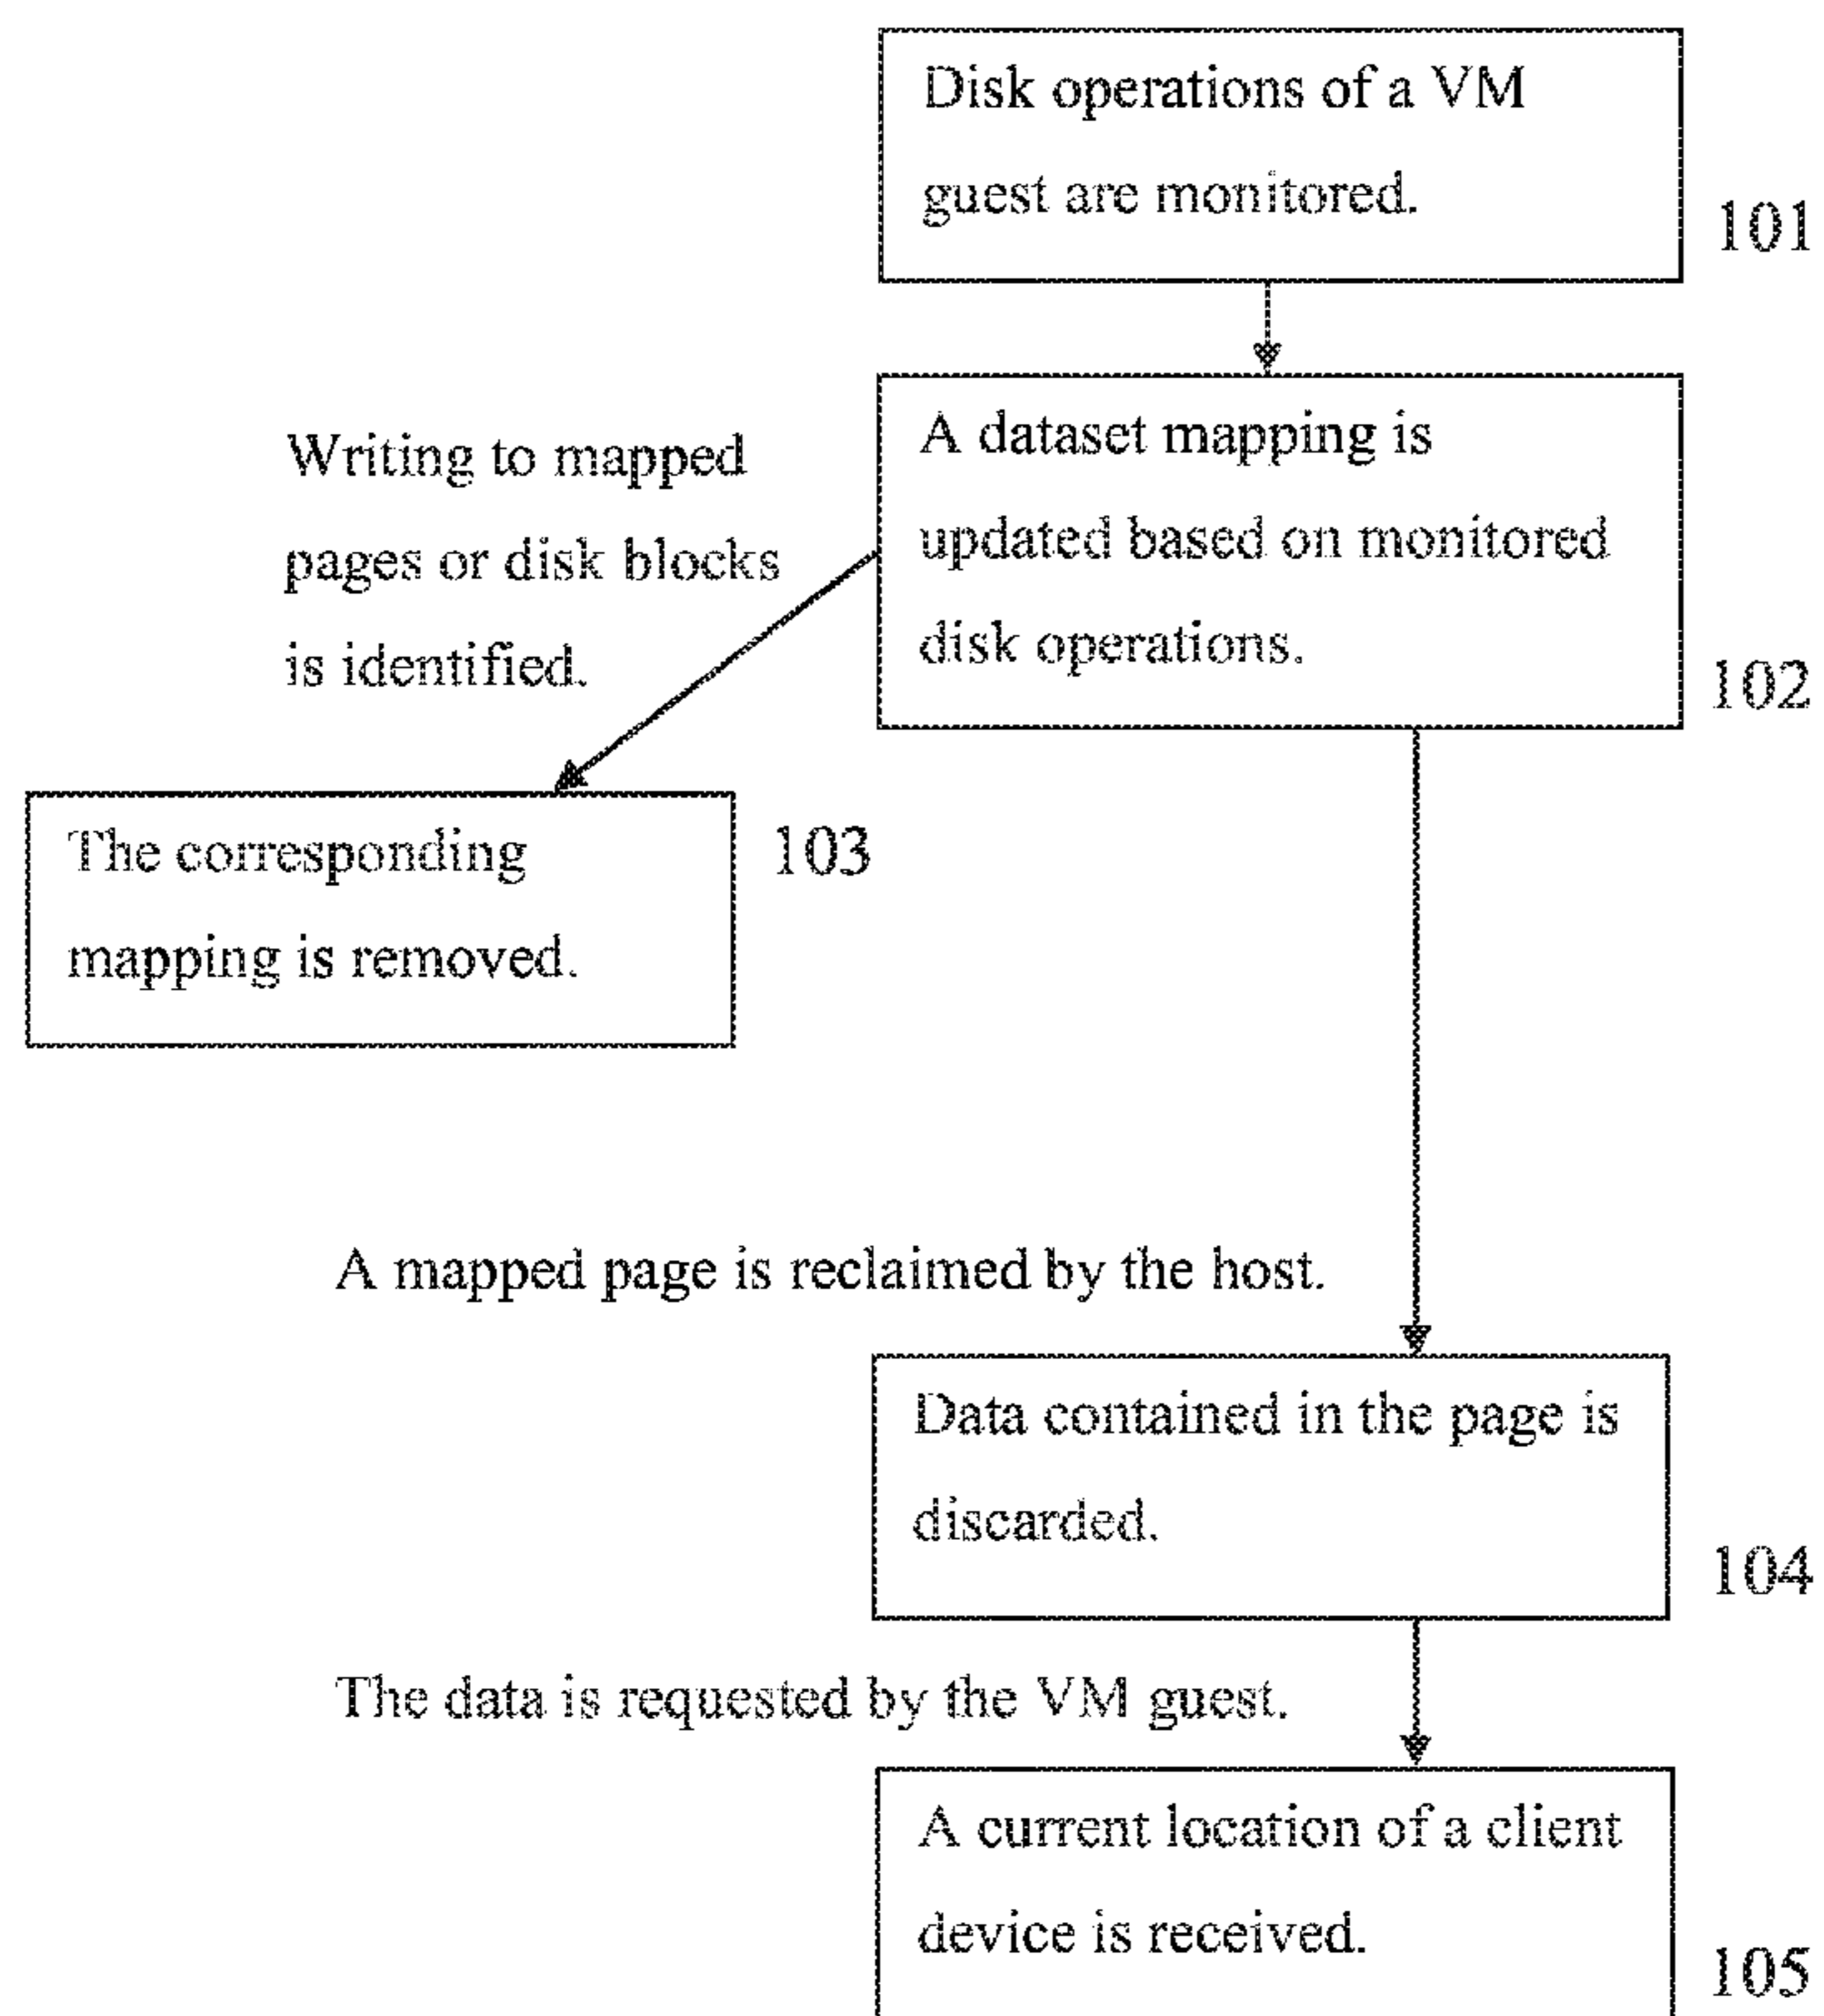 Disk operations of a VM
guest are monitored.
101
A dataset mapping is
updated based on monitored
disk operations.
102
Writing to mapped
pages or disk blocks
is identified.
The corresponding
mapping is removed.
103
A mapped page is reclaimed by the host.
Data contained in the page is
discarded.
104
The data is requested by the VM guest.
A current location of a client
device is received.
105